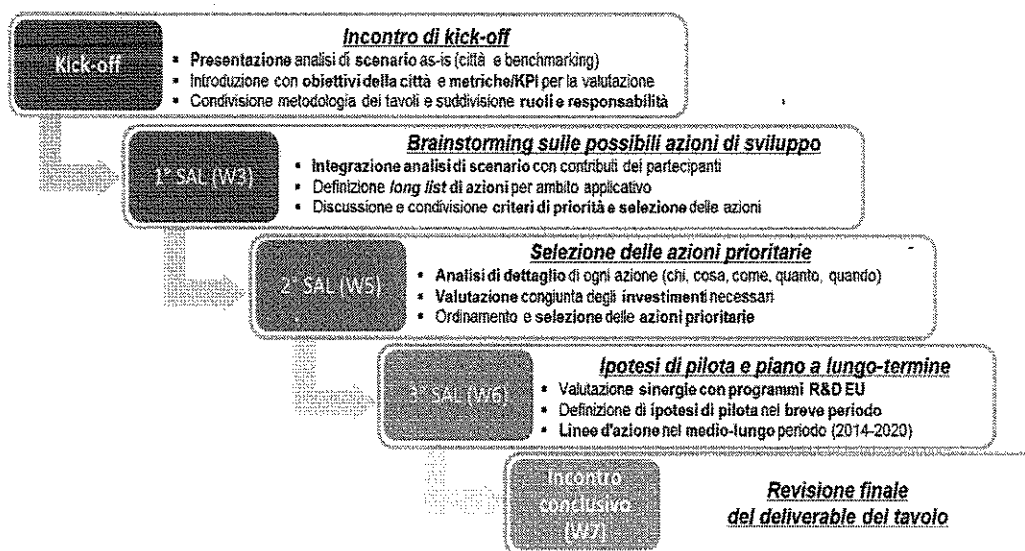 Incontro di kick-off
Kick-off
• Presentazione analisi di scenario as-is (città e benchmarking)
• Introduzione con obiettivi della città e metriche/KPI per la valutazione
• Condivisione metodologia dei tavoli e suddivisione ruoli e responsabilità
Brainstorming sulle possibili azioni di sviluppo
1° SAL (W3)
• Integrazione analisi di scenario con contributi dei partecipanti
• Definizione long list di azioni per ambito applicativo
• Discussione e condivisione criteri di priorità e selezione delle azioni
Selezione delle azioni prioritarie
2° SAL (W5)
• Analisi di dettaglio di ogni azione (chi, cosa, come, quanto, quando)
• Valutazione congiunta degli investimenti necessari
• Ordinamento e selezione delle azioni prioritarie
Ipotesi di pilota e piano a lungo-termine
3° SAL (W6)
• Valutazione sinergie con programmi R&D EU
• Definizione di ipotesi di pilota nel breve periodo
• Linee d'azione nel medio-lungo periodo (2014-2020)
Incontro
conclusivo
(W7)
Revisione finale
del deliverable del tavolo